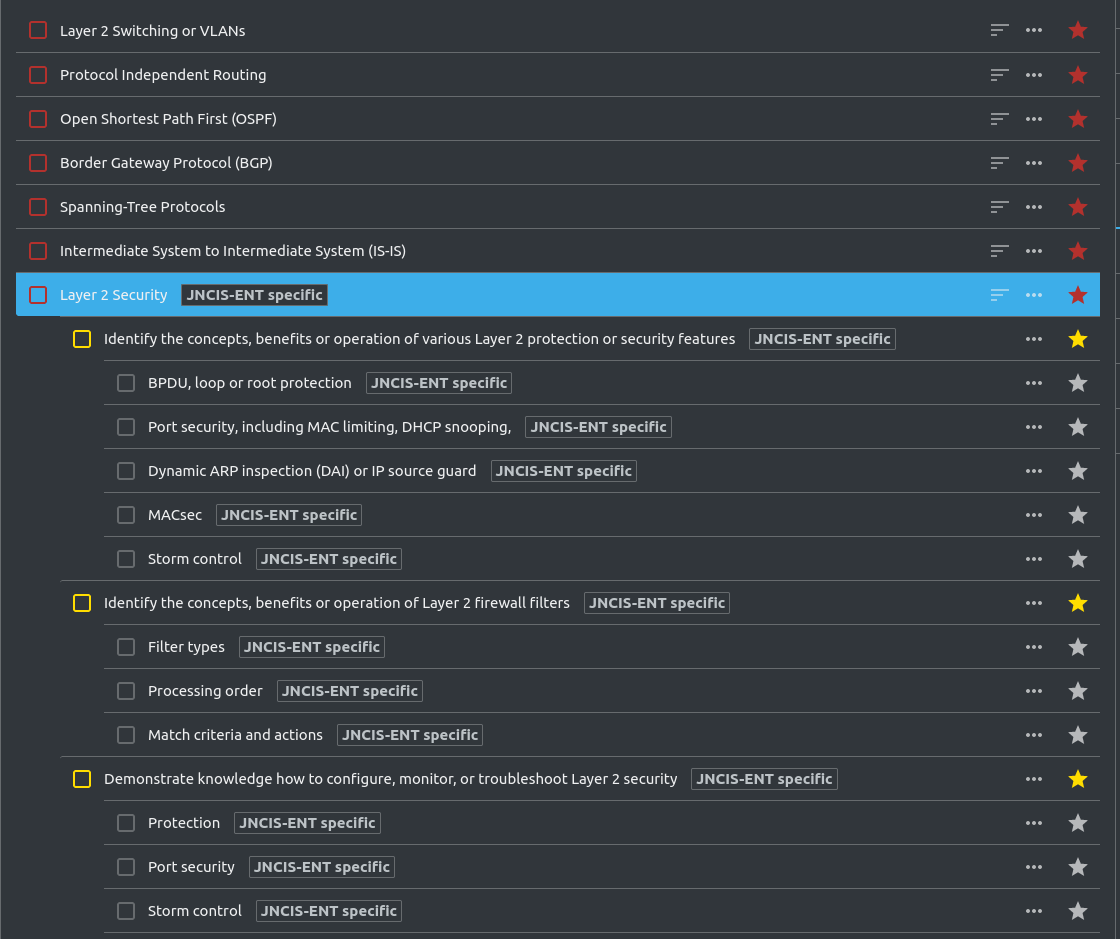 Layer 2 Switching or VLANs
Protocol Independent Routing
Open Shortest Path First (OSPF)
Border Gateway Protocol (BGP)
Spanning-Tree Protocols
Intermediate System to Intermediate System (IS-IS)
Layer 2 Security JNCIS-ENT specific
Identify the concepts, benefits or operation of various Layer 2 protection or security features JNCIS-ENT specific
BPDU, loop or root protection JNCIS-ENT specific
Port security, including MAC limiting, DHCP snooping, JNCIS-ENT specific
Dynamic ARP inspection (DAI) or IP source guard JNCIS-ENT specific
MACsec JNCIS-ENT specific
Storm control JNCIS-ENT specific
Identify the concepts, benefits or operation of Layer 2 firewall filters JNCIS-ENT specific
Filter types JNCIS-ENT specific
Processing order JNCIS-ENT specific
Match criteria and actions JNCIS-ENT specific
Demonstrate knowledge how to configure, monitor, or troubleshoot Layer 2 security JNCIS-ENT specific
Protection JNCIS-ENT specific
Port security JNCIS-ENT specific
Storm control JNCIS-ENT specific